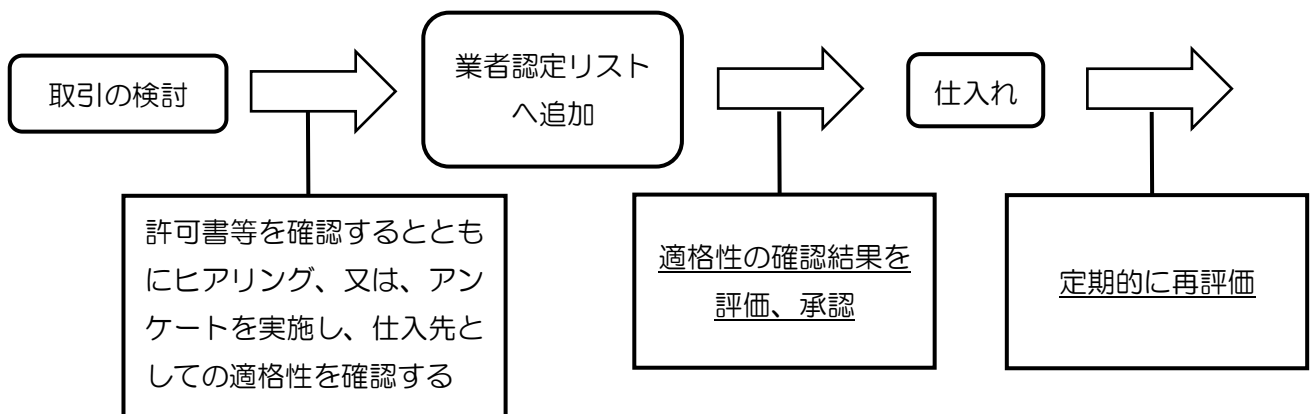 取引の検討
業者認定リスト
へ追加
仕入れ
許可書等を確認するととも
にヒアリング、又は、アン
ケートを実施し、仕入先と
しての適格性を確認する
適格性の確認結果を
評価、承認
定期的に再評価